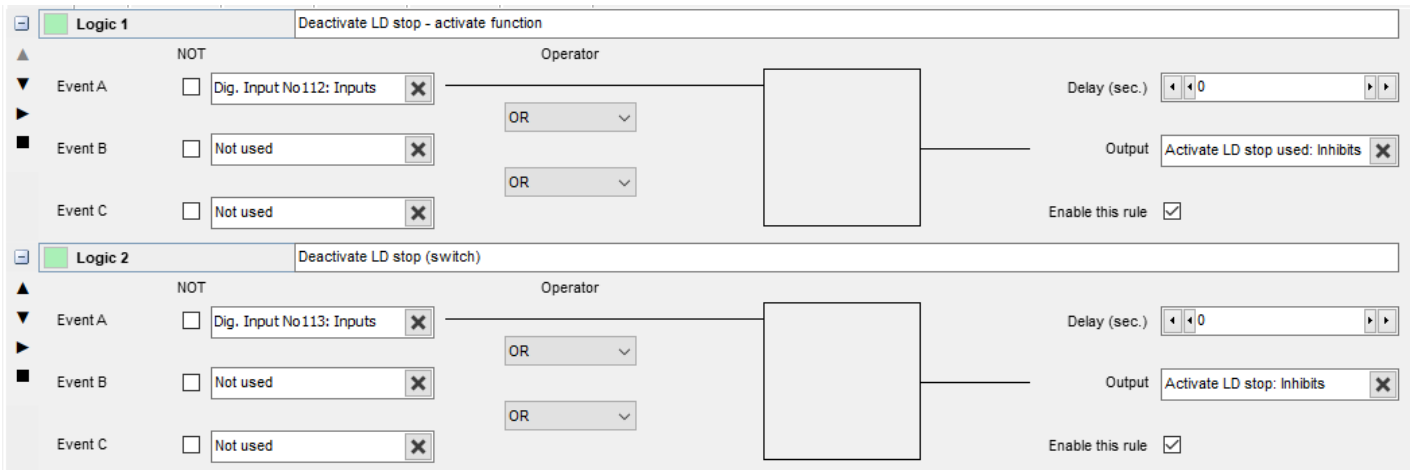 Logic 1 Deactivate LD stop - activate function
NOT Operator
Event A Dig. Input No112: Inputs Delay (sec.) 0
OR
Event B Not used Output Activate LD stop used: Inhibits
OR
Event C Not used Enable this rule
Logic 2 Deactivate LD stop (switch)
NOT Operator
Event A Dig. Input No113: Inputs Delay (sec.) 0
OR
Event B Not used Output Activate LD stop: Inhibits
OR
Event C Not used Enable this rule